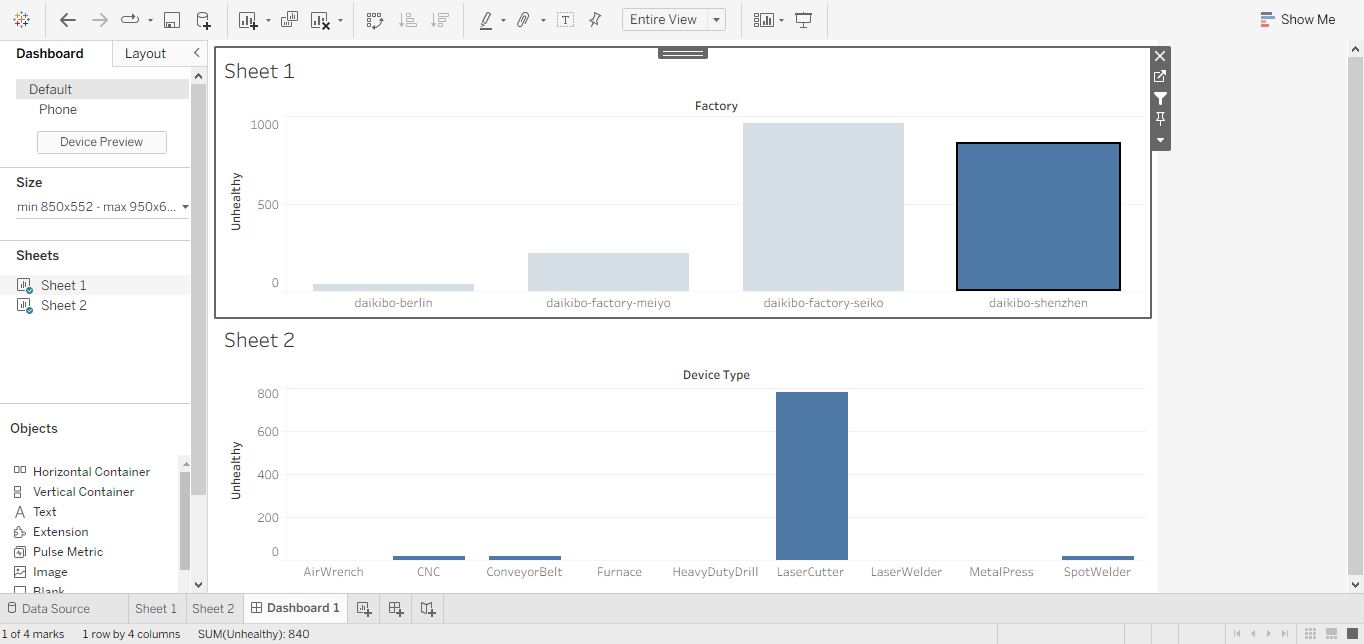 Entire View
Show Me
Dashboard
Layout
Default
Phone
Device Preview
Size
min 850x552 - max 950x6...
Sheets
Sheet 1
Sheet 2
Objects
Horizontal Container
Vertical Container
Text
Extension
Pulse Metric
Image
Blank
Sheet 1
Factory
Unhealthy
1000
500
0
daikibo-berlin
daikibo-factory-meiyo
daikibo-factory-seiko
daikibo-shenzhen
Sheet 2
Device Type
Unhealthy
800
600
400
200
0
AirWrench
CNC
ConveyorBelt
Furnace
HeavyDutyDrill
LaserCutter
LaserWelder
MetalPress
SpotWelder
Data Source
Sheet 1
Sheet 2
Dashboard 1
1 of 4 marks
1 row by 4 columns
SUM(Unhealthy): 840